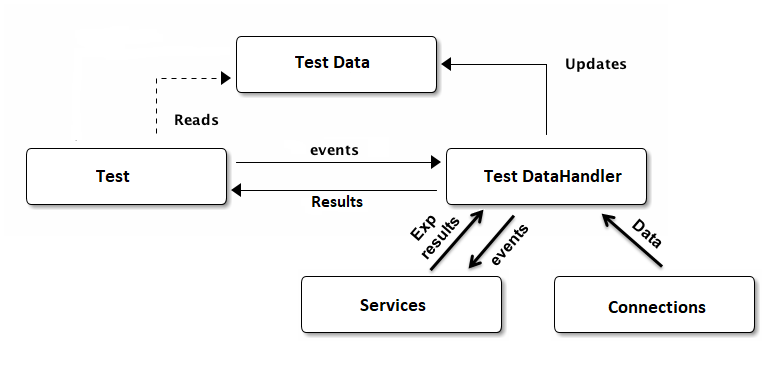 Test Data
Updates
Reads
events
Test
Test DataHandler
Results
Exp
results
events
Data
Services
Connections